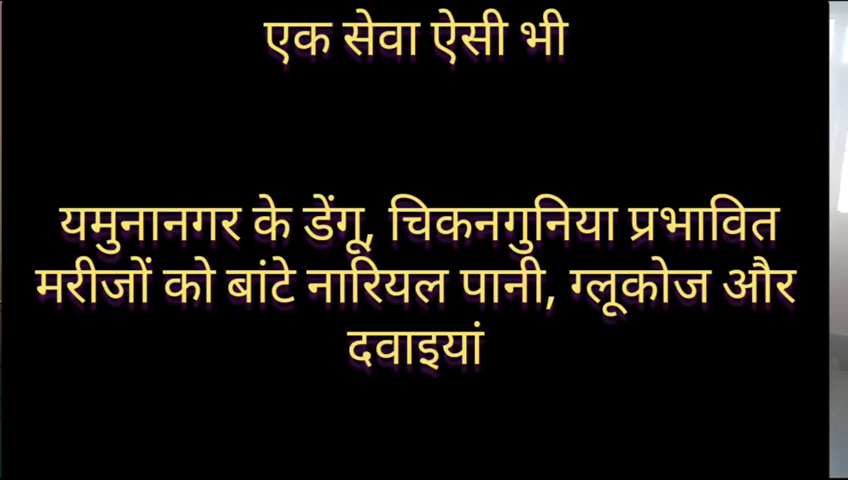 एक सेवा ऐसी भी
यमुनानगर के डेंगू, चिकनगुनिया प्रभावित
मरीजों को बांटे नारियल पानी, ग्लूकोज और
दवाइयां